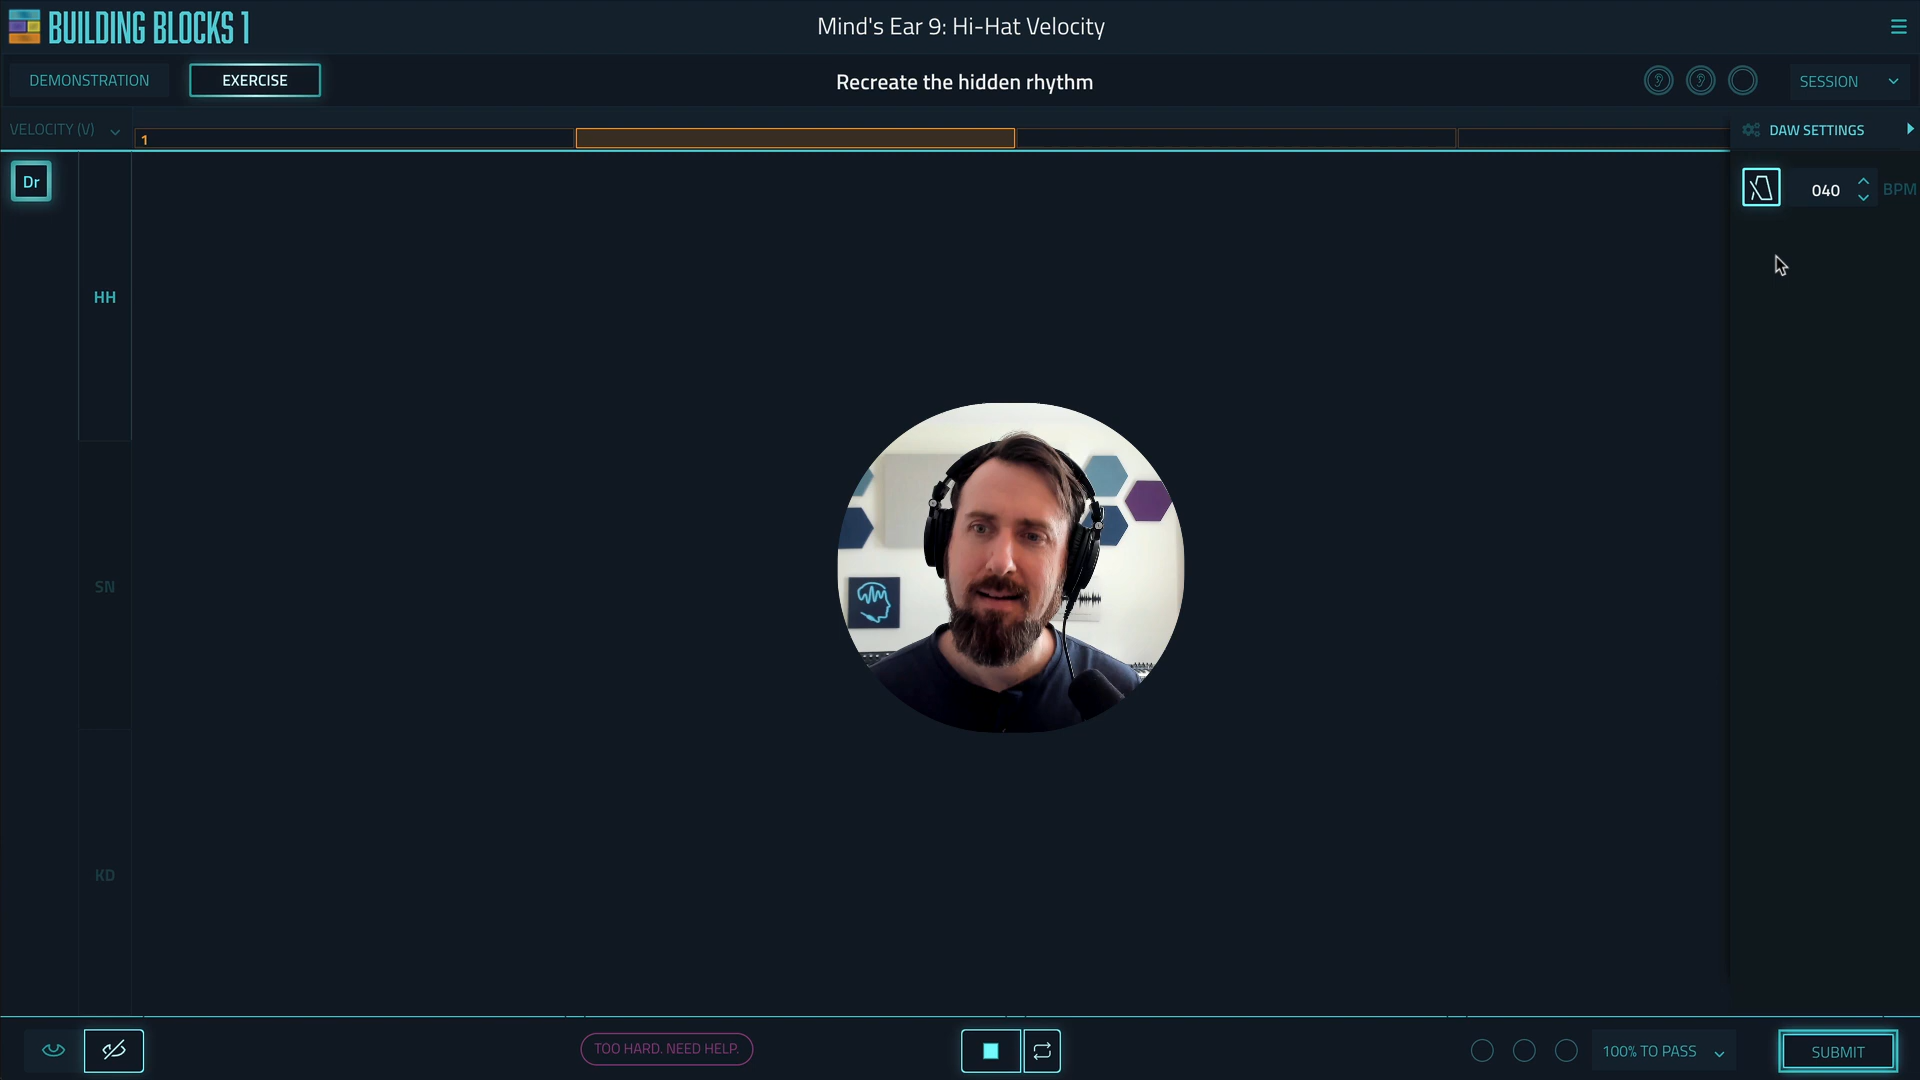 BUILDING BLOCKS 1
Mind's Ear 9: Hi-Hat Velocity
DEMONSTRATION
EXERCISE
Recreate the hidden rhythm
SESSION
VELOCITY (V)
1
DAW SETTINGS
Dr
040
BPM
HH
SN
KD
TOO HARD. NEED HELP.
100% TO PASS
SUBMIT